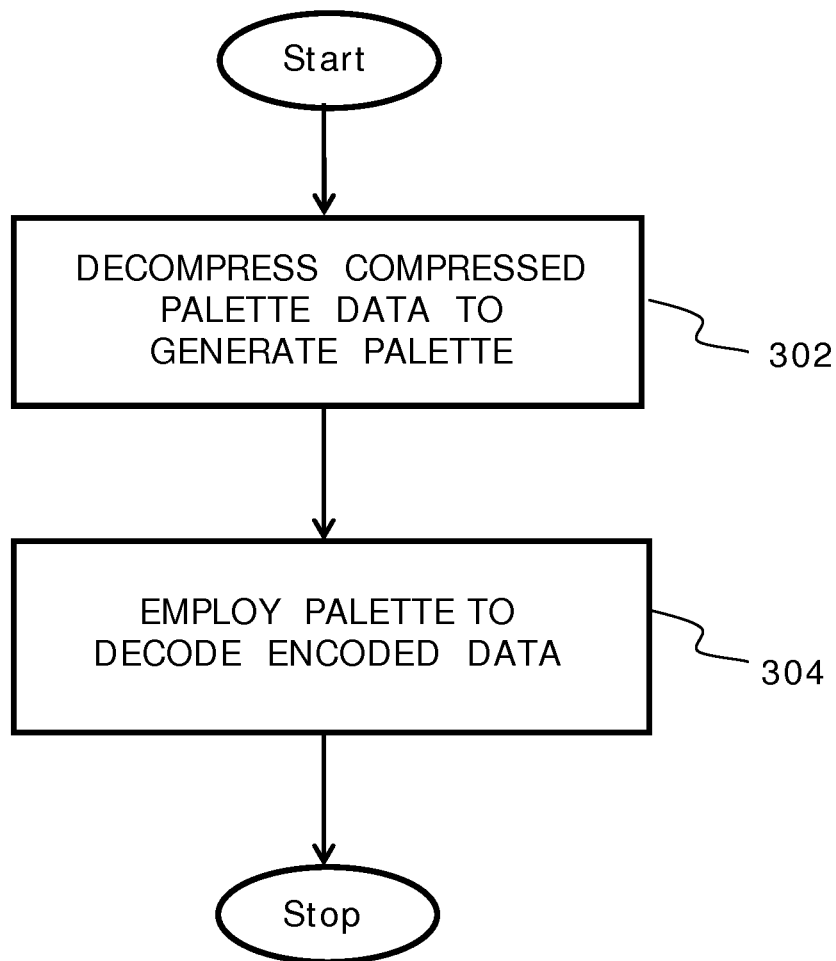 Start
DECOMPRESS COMPRESSED
PALETTE DATA TO
GENERATE PALETTE
302
EMPLOY PALETTE TO
DECODE ENCODED DATA
304
Stop